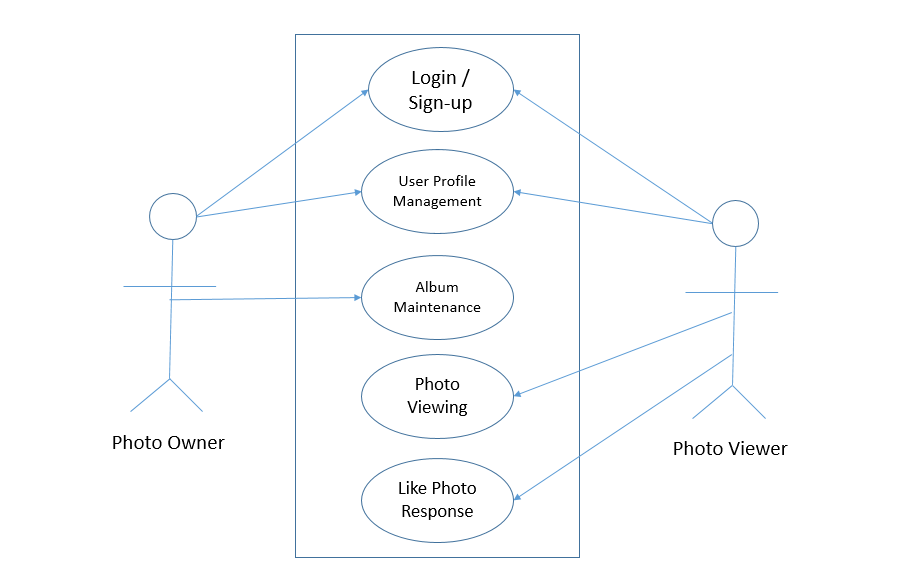 Login /
Sign-up
User Profile
Management
Album
Maintenance
Photo
Viewing
Like Photo
Response
Photo Owner
Photo Viewer